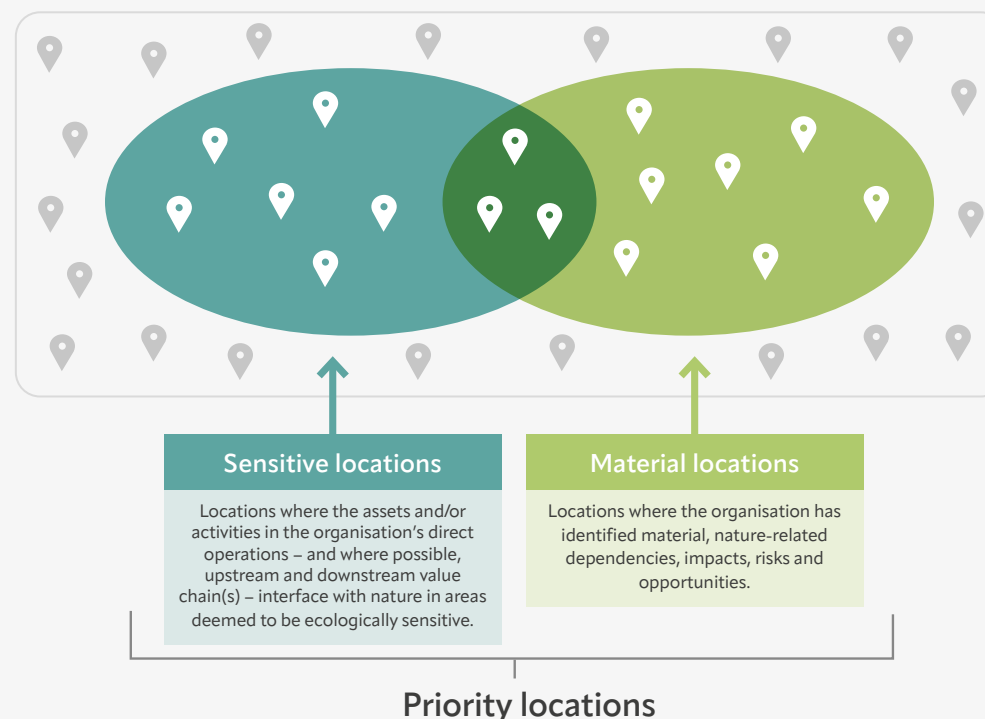 Sensitive locations
Locations where the assets and/or
activities in the organisation's direct
operations – and where possible,
upstream and downstream value
chain(s) – interface with nature in areas
deemed to be ecologically sensitive.
Material locations
Locations where the organisation has
identified material, nature-related
dependencies, impacts, risks and
opportunities.
Priority locations